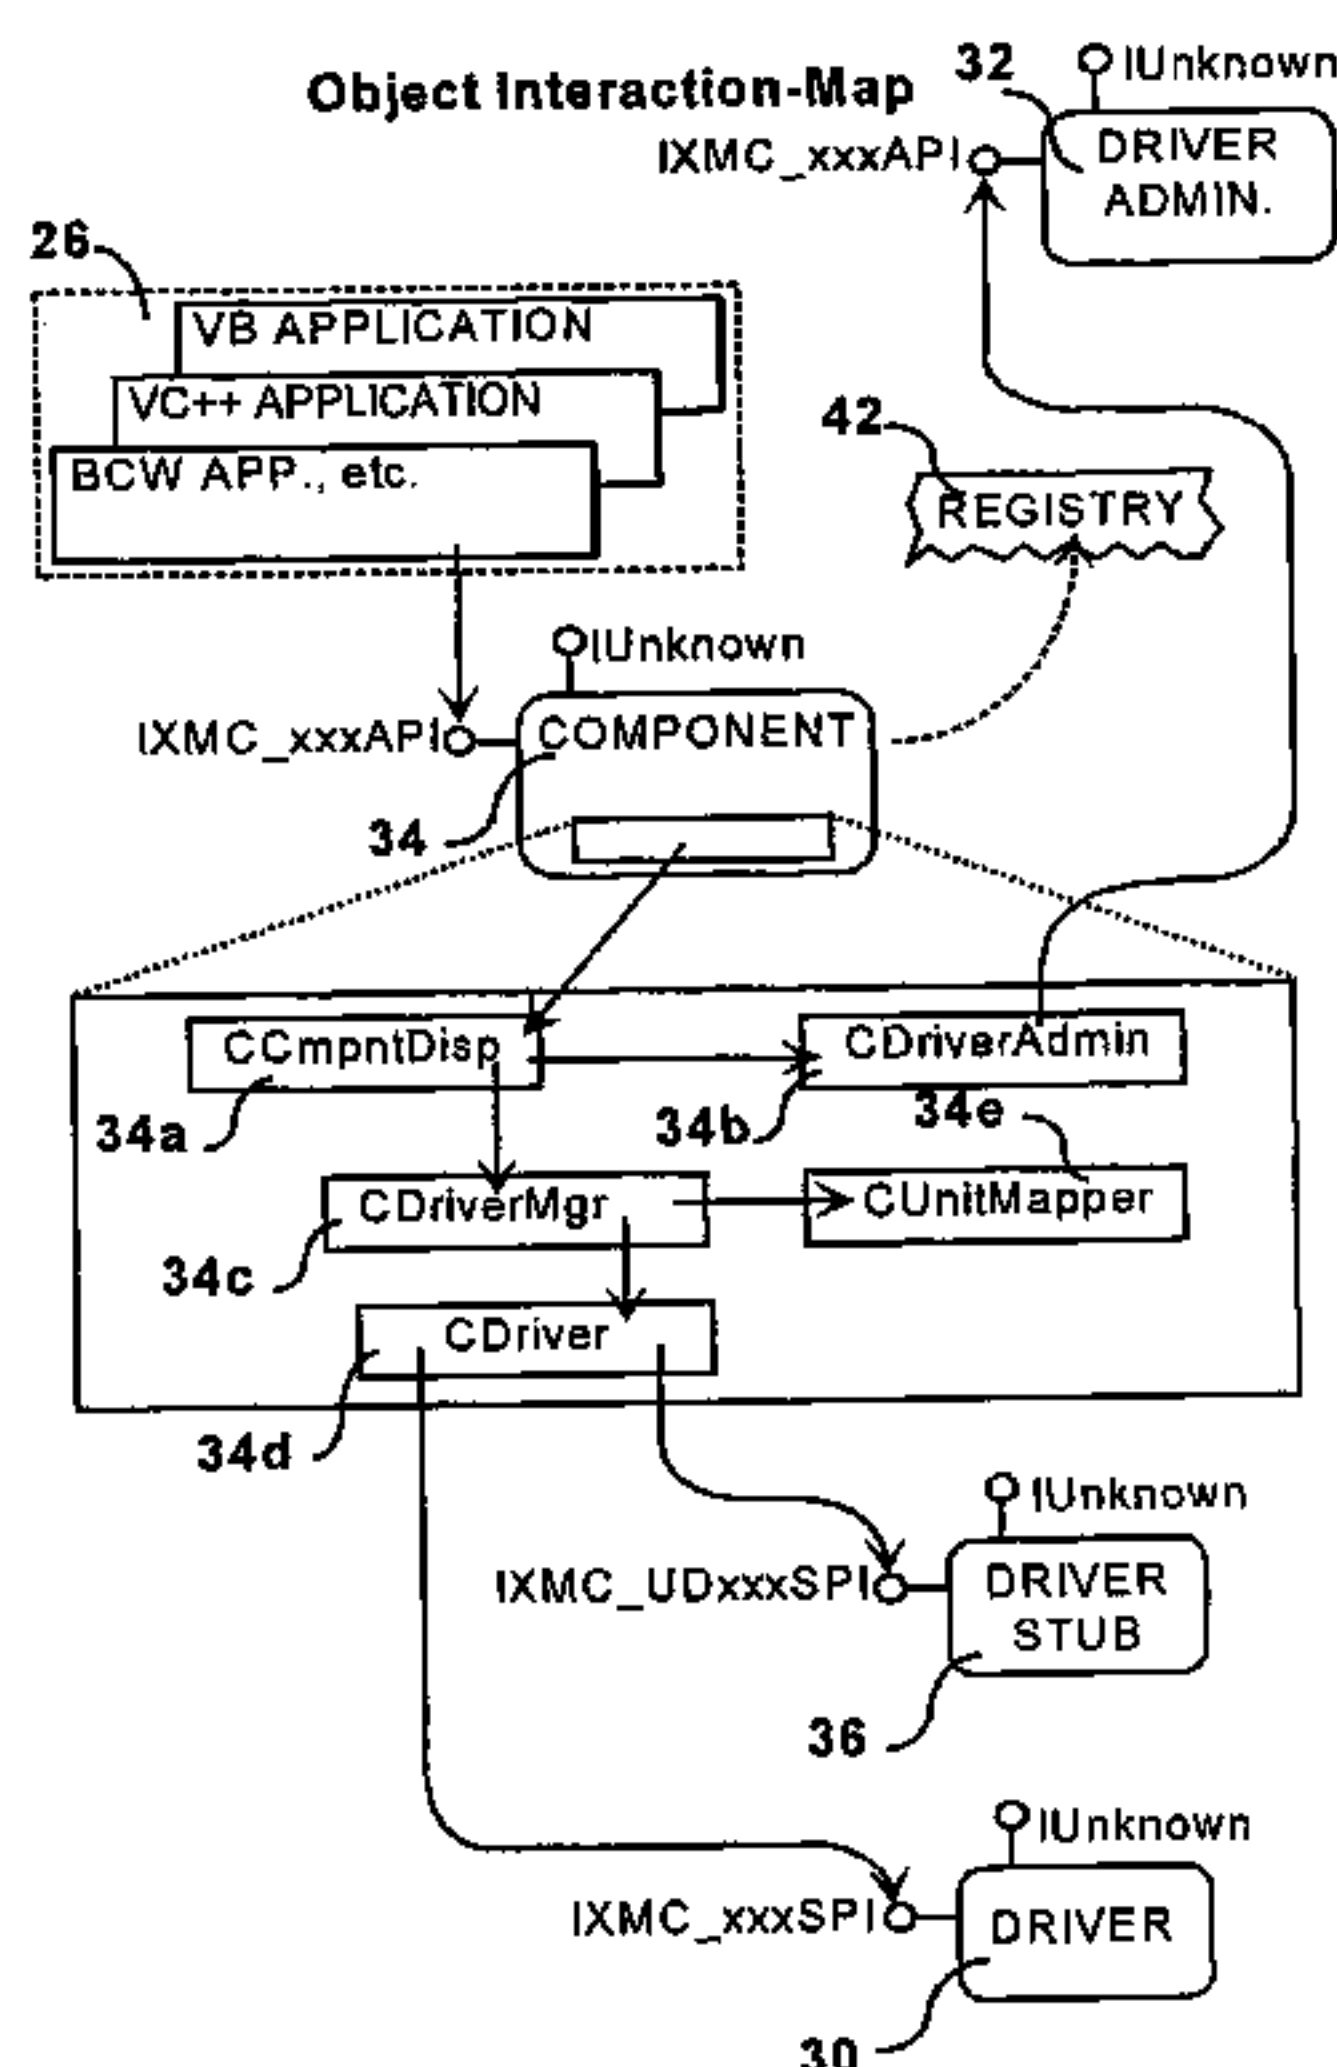 Object Interaction-Map
32
IUnknown
IXMC_xxxAPI
DRIVER
ADMIN.
26
VB APPLICATION
VC++ APPLICATION
BCW APP., etc.
42
REGISTRY
IUnknown
IXMC_xxxAPI
COMPONENT
34
CCmpntDisp
CDriverAdmin
34a
34b
34e
CDriverMgr
CUnitMapper
34c
CDriver
34d
IUnknown
IXMC_UDxxxSPI
DRIVER
STUB
36
IUnknown
IXMC_xxxSPI
DRIVER
30